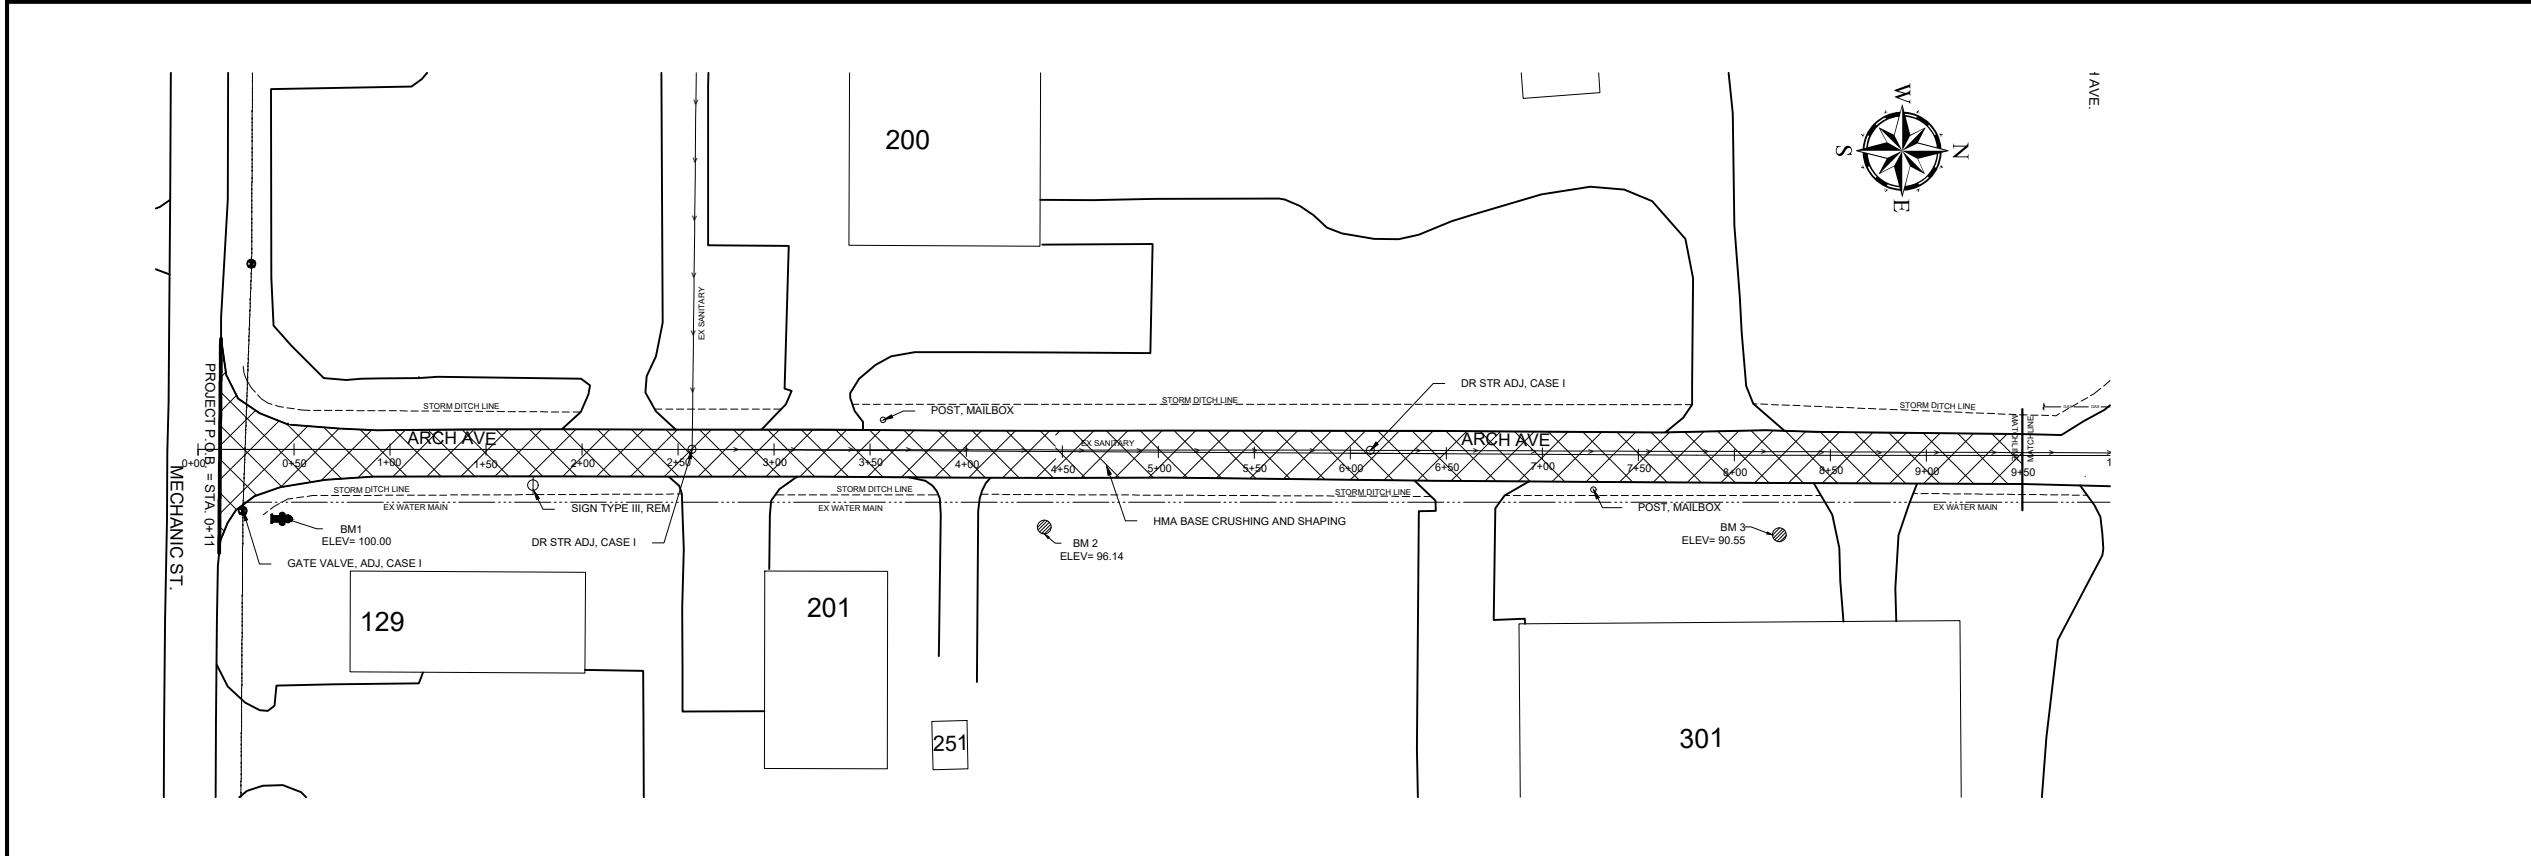 H AVE.
W
S
N
E
200
EX SANITARY
DR STR ADJ, CASE I
POST, MAILBOX
STORM DITCH LINE
STORM DITCH LINE
STORM DITCH LINE
PROJECT P.O.B = STA. 0+11
MECHANIC ST.
ARCH AVE
EX SANITARY
ARCH AVE
MATCHLINE
MATCHLINE
0+00
0+50
1+00
1+50
2+00
2+50
3+00
3+50
4+00
4+50
5+00
5+50
6+00
6+50
7+00
7+50
8+00
8+50
9+00
9+50
1
STORM DITCH LINE
STORM DITCH LINE
STORM DITCH LINE
EX WATER MAIN
EX WATER MAIN
EX WATER MAIN
SIGN TYPE III, REM
HMA BASE CRUSHING AND SHAPING
POST, MAILBOX
BM1
ELEV= 100.00
DR STR ADJ, CASE I
BM 2
ELEV= 96.14
BM 3
ELEV= 90.55
GATE VALVE, ADJ, CASE I
129
201
251
301